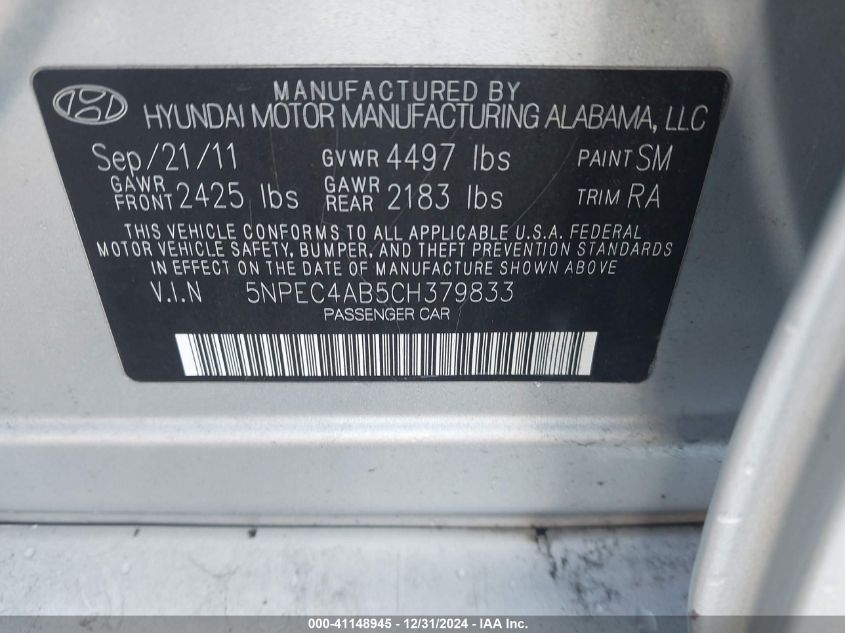 MANUFACTURED BY
HYUNDAI MOTOR MANUFACTURING ALABAMA, LLC
Sep/21/11 GVWR 4497 lbs PAINT SM
GAWR FRONT 2425 lbs GAWR REAR 2183 lbs TRIM RA
THIS VEHICLE CONFORMS TO ALL APPLICABLE U.S.A. FEDERAL
MOTOR VEHICLE SAFETY, BUMPER, AND THEFT PREVENTION STANDARDS
IN EFFECT ON THE DATE OF MANUFACTURE SHOWN ABOVE
V.I.N 5NPEC4AB5CH379833
PASSENGER CAR
000-41148945 - 12/31/2024 - IAA Inc.